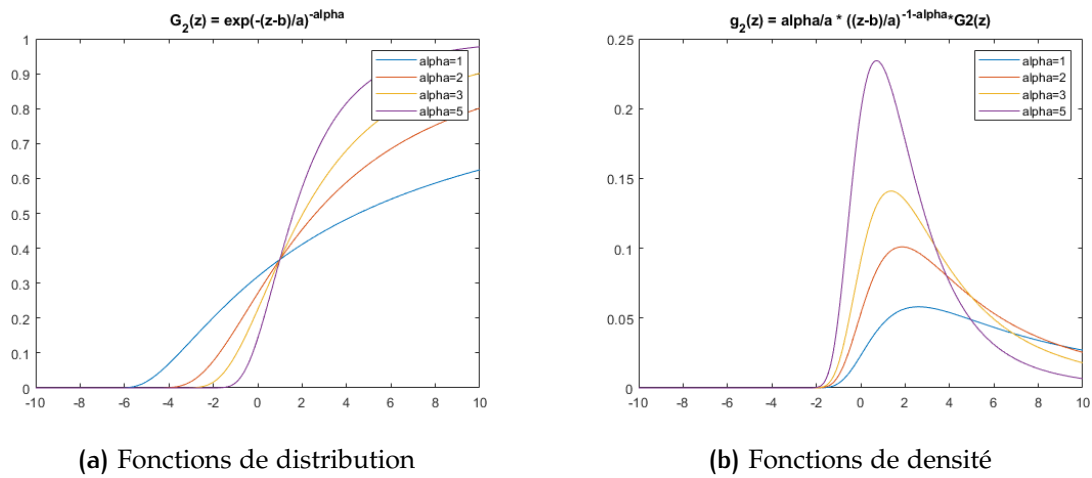 G₂(z) = exp(-(z-b)/a)^-alpha
1
0.9
0.8
0.7
0.6
0.5
0.4
0.3
0.2
0.1
0
-10 -8 -6 -4 -2 0 2 4 6 8 10
alpha=1
alpha=2
alpha=3
alpha=5
(a) Fonctions de distribution
g₂(z) = alpha/a * ((z-b)/a)^-1-alpha*G2(z)
0.25
0.2
0.15
0.1
0.05
0
-10 -8 -6 -4 -2 0 2 4 6 8 10
alpha=1
alpha=2
alpha=3
alpha=5
(b) Fonctions de densité